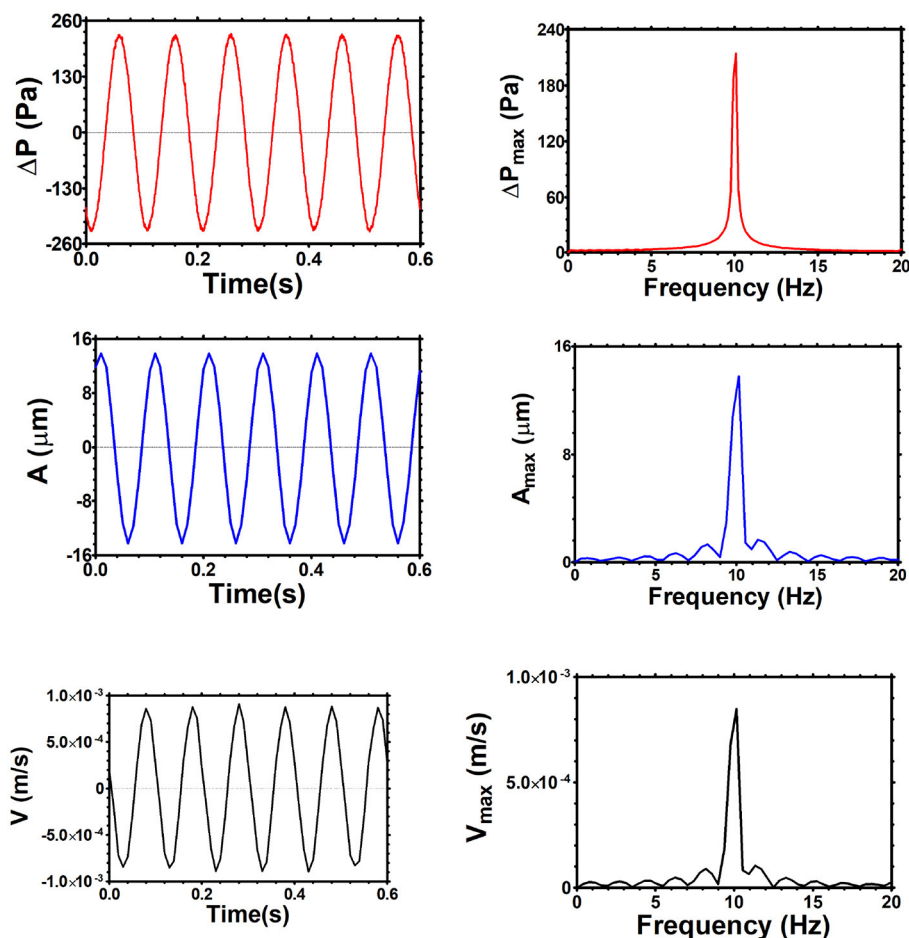 260
130
0
-130
-260
ΔP (Pa)
0.0 0.2 0.4 0.6
Time(s)
240
180
120
60
0
ΔPmax (Pa)
0 5 10 15 20
Frequency (Hz)
16
8
0
-8
-16
A (μm)
0.0 0.2 0.4 0.6
Time(s)
16
8
0
Amax (μm)
0 5 10 15 20
Frequency (Hz)
1.0×10⁻³
5.0×10⁻⁴
0
-5.0×10⁻⁴
-1.0×10⁻³
V (m/s)
0.0 0.2 0.4 0.6
Time(s)
1.0×10⁻³
5.0×10⁻⁴
0
Vmax (m/s)
0 5 10 15 20
Frequency (Hz)